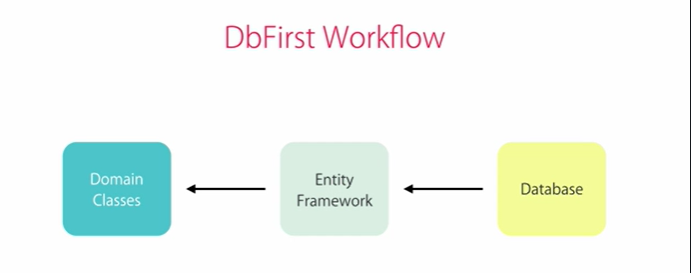 DbFirst Workflow
Domain
Classes
Entity
Framework
Database